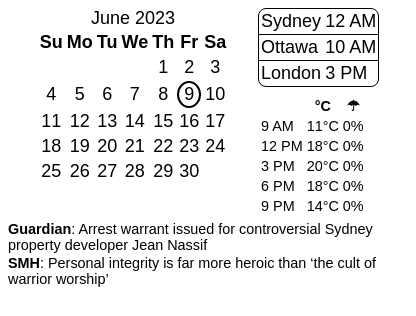 June 2023
Su Mo Tu We Th Fr Sa
1 2 3
4 5 6 7 8 9 10
11 12 13 14 15 16 17
18 19 20 21 22 23 24
25 26 27 28 29 30
Sydney 12 AM
Ottawa 10 AM
London 3 PM
°C ☂
9 AM 11°C 0%
12 PM 18°C 0%
3 PM 20°C 0%
6 PM 18°C 0%
9 PM 14°C 0%
Guardian: Arrest warrant issued for controversial Sydney
property developer Jean Nassif
SMH: Personal integrity is far more heroic than ‘the cult of
warrior worship’